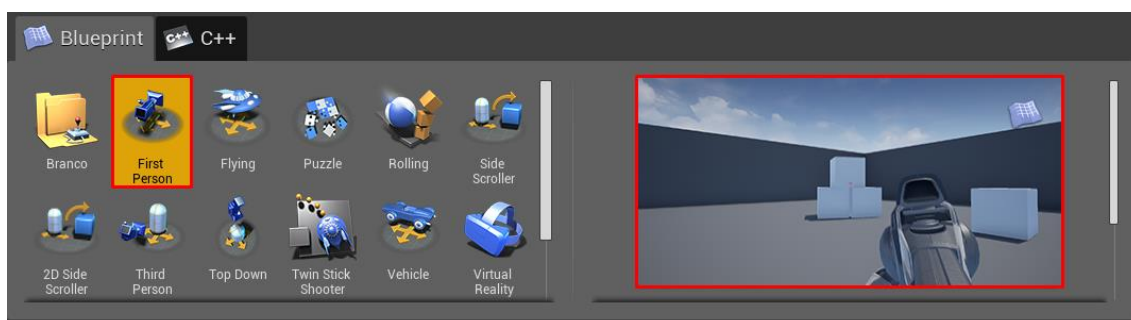 Blueprint
C++
C++
Branco
First
Person
Flying
Puzzle
Rolling
Side
Scroller
2D Side
Scroller
Third
Person
Top Down
Twin Stick
Shooter
Vehicle
Virtual
Reality